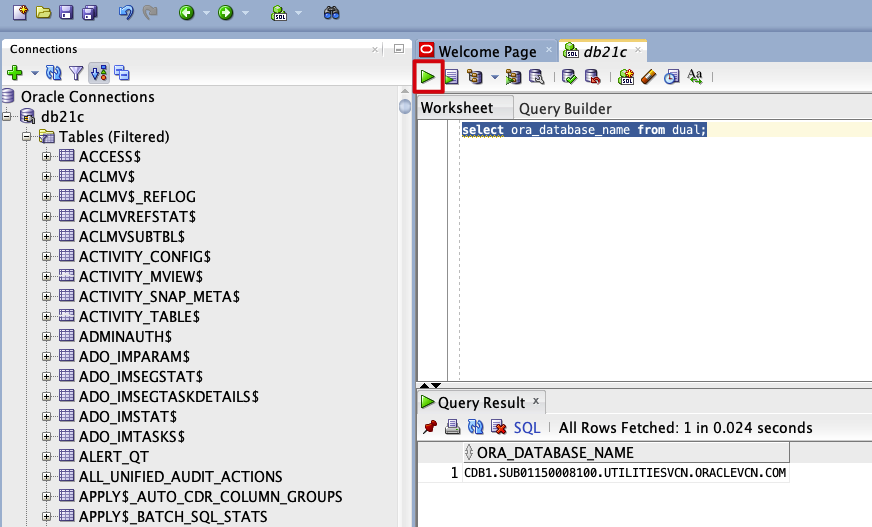 Connections
Oracle Connections
db21c
Tables (Filtered)
ACCESS$
ACLMV$
ACLMV$_REFLOG
ACLMVREFSTAT$
ACLMVSUBTBL$
ACTIVITY_CONFIG$
ACTIVITY_MVIEW$
ACTIVITY_SNAP_META$
ACTIVITY_TABLE$
ADMINAUTH$
ADO_IMPARAM$
ADO_IMSEGSTAT$
ADO_IMSEGTASKDETAILS$
ADO_IMSTAT$
ADO_IMTASKS$
ALERT_QT
ALL_UNIFIED_AUDIT_ACTIONS
APPLY$_AUTO_CDR_COLUMN_GROUPS
APPLY$_BATCH_SQL_STATS
Welcome Page
db21c
Worksheet Query Builder
select ora_database_name from dual;
Query Result
SQL All Rows Fetched: 1 in 0.024 seconds
ORA_DATABASE_NAME
1 CDB1.SUB01150008100.UTILITIESVCN.ORACLEVCN.COM